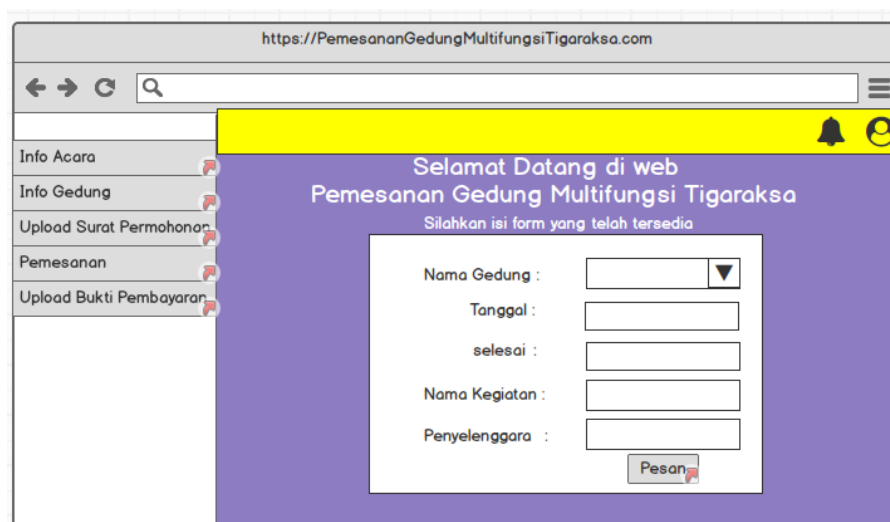 https://PemesananGedungMultifungsiTigaraksa.com
Info Acara
Info Gedung
Upload Surat Permohonan
Pemesanan
Upload Bukti Pembayaran
Selamat Datang di web
Pemesanan Gedung Multifungsi Tigaraksa
Silahkan isi form yang telah tersedia
Nama Gedung :
Tanggal :
selesai :
Nama Kegiatan :
Penyelenggara :
Pesan